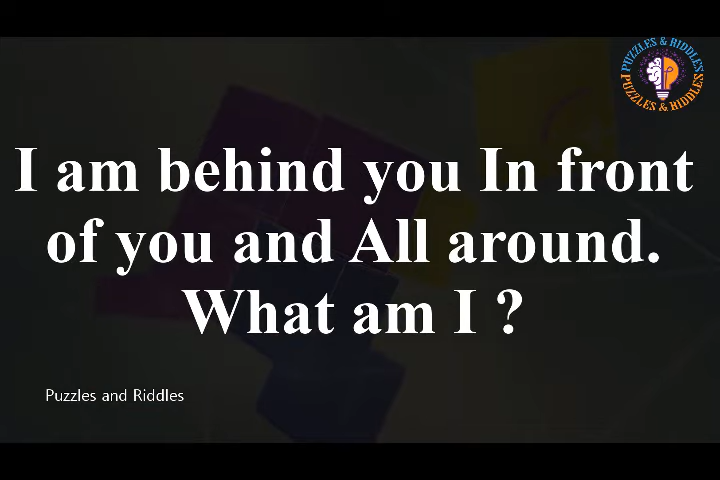 PUZZLES & RIDDLES
PUZZLES & RIDDLES
I am behind you In front
of you and All around.
What am I ?
Puzzles and Riddles